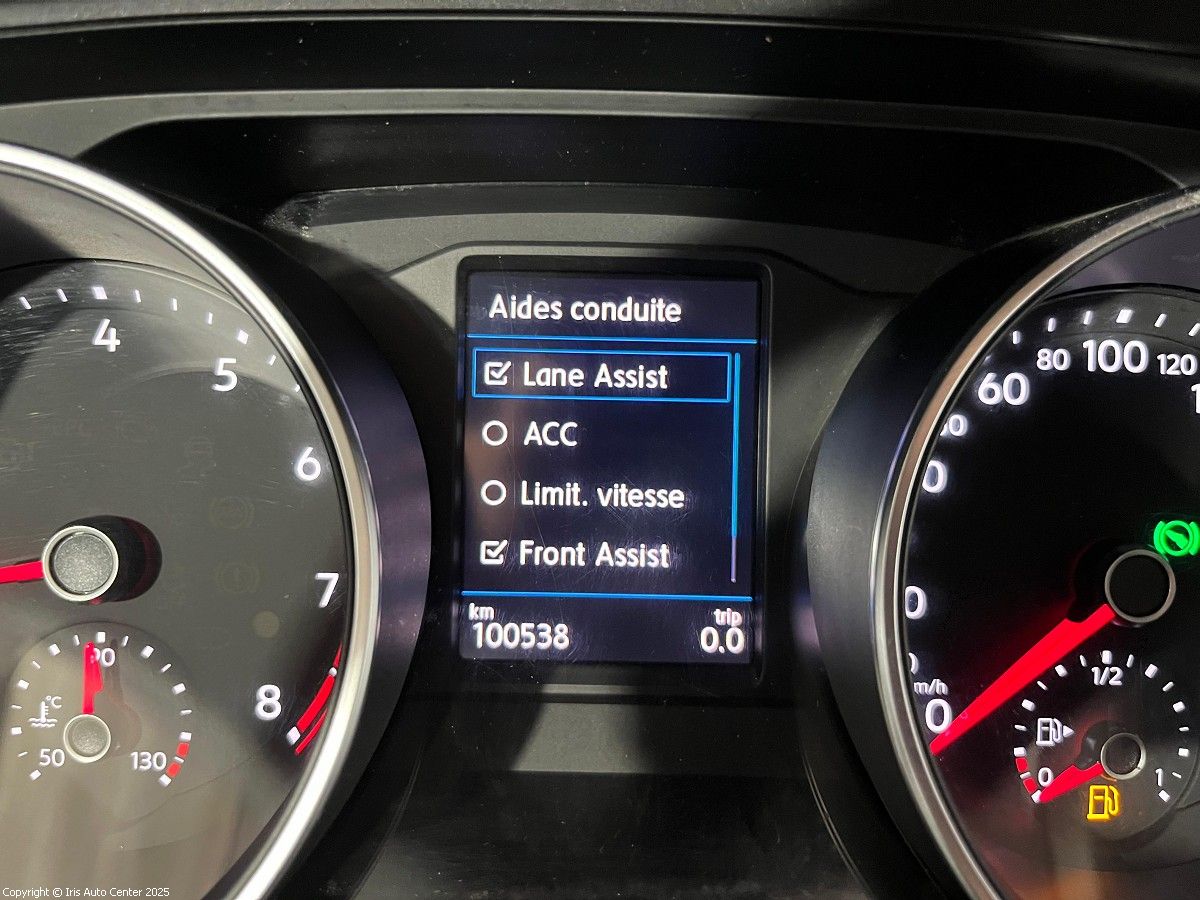 Aides conduite
Lane Assist
ACC
Limit. vitesse
Front Assist
km
trip
100538
0.0
4
5
6
7
8
90
°C
50
130
60
80
100
120
0
1/2
0
1
Copyright © Iris Auto Center 2025